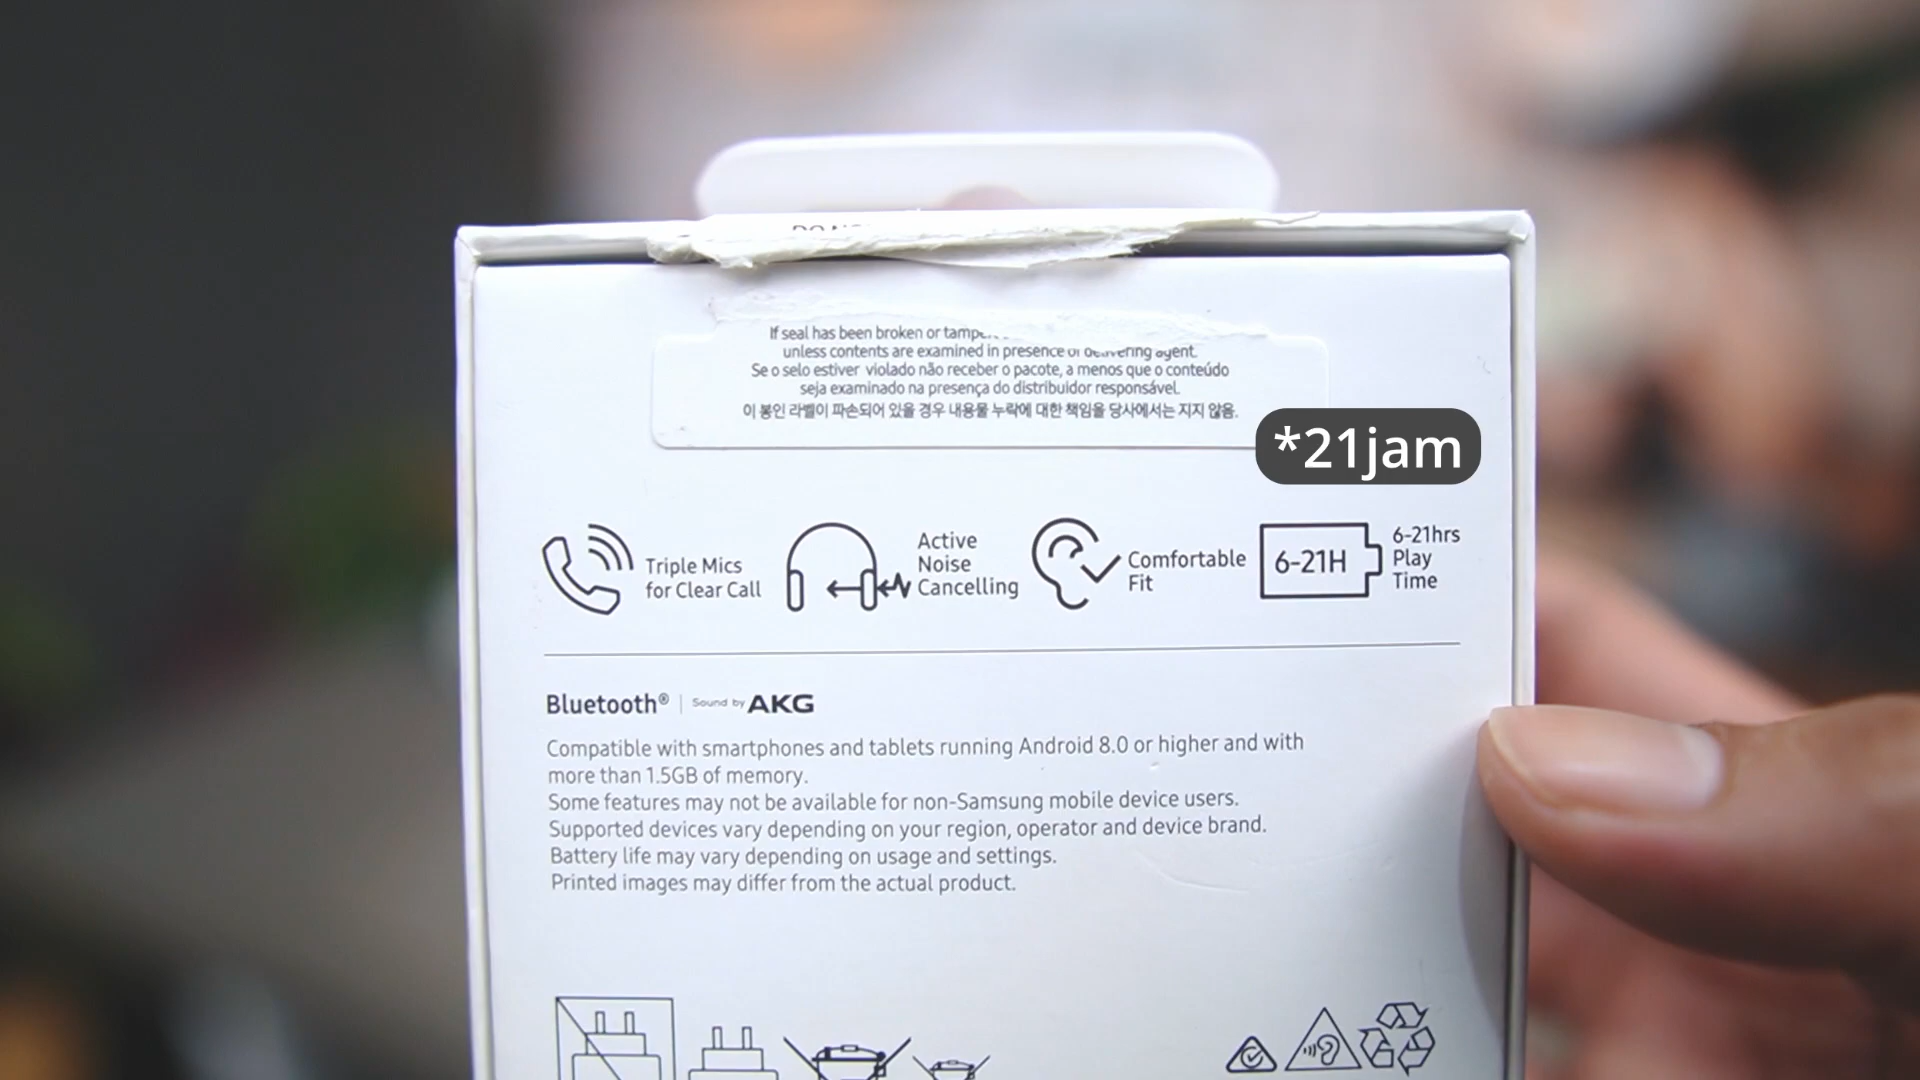 If seal has been broken or
unless contents are examined in presence or delivering agent.
Se o selo estiver violado não receber o pacote, a menos que o conteúdo
seja examinado na presença do distribuidor responsável.
이 봉인 라벨이 파손되어 있을 경우 내용물 누락에 대한 책임을 당사에서는 지지 않음.
*21jam
Triple Mics
for Clear Call
Active
Noise
Cancelling
Comfortable
Fit
6-21H
6-21hrs
Play
Time
Bluetooth® | Sound by AKG
Compatible with smartphones and tablets running Android 8.0 or higher and with
more than 1.5GB of memory.
Some features may not be available for non-Samsung mobile device users.
Supported devices vary depending on your region, operator and device brand.
Battery life may vary depending on usage and settings.
Printed images may differ from the actual product.